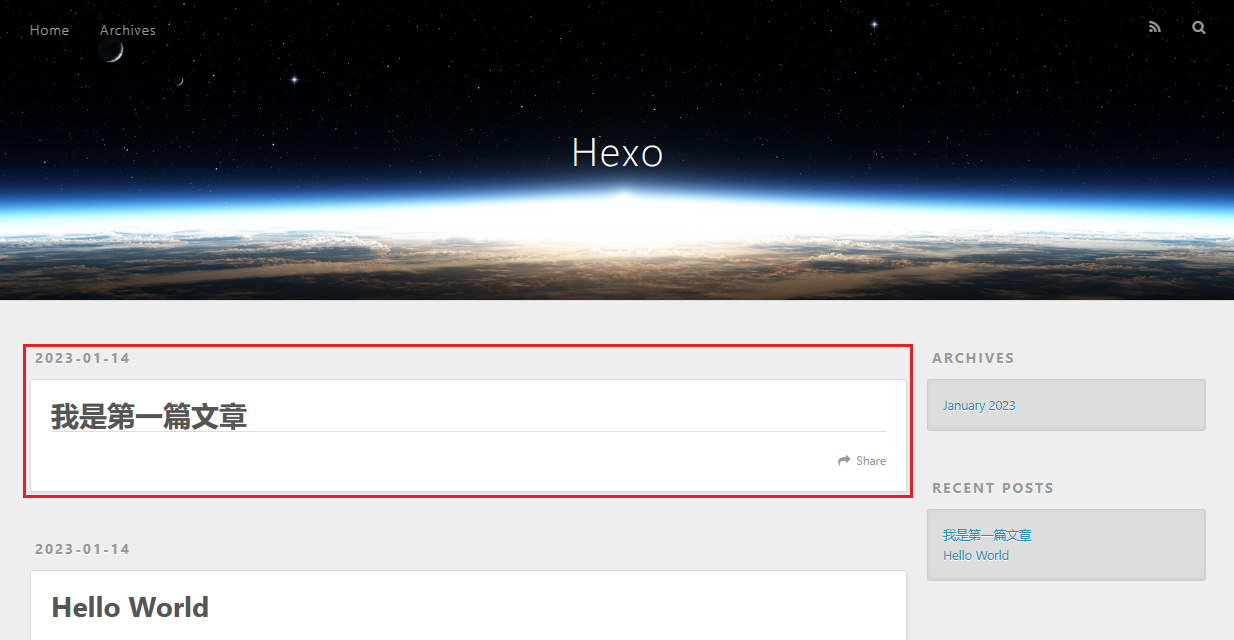 Home Archives
Hexo
2023-01-14
我是第一篇文章
Share
2023-01-14
Hello World
ARCHIVES
January 2023
RECENT POSTS
我是第一篇文章
Hello World